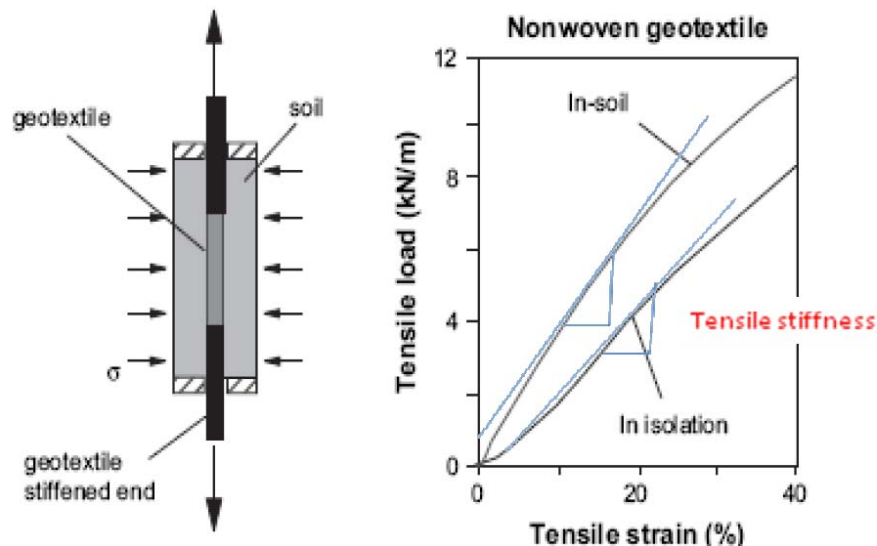 geotextile
soil
σ
geotextile
stiffened end
Nonwoven geotextile
12
8
4
0
Tensile load (kN/m)
In-soil
Tensile stiffness
In isolation
0
20
40
Tensile strain (%)